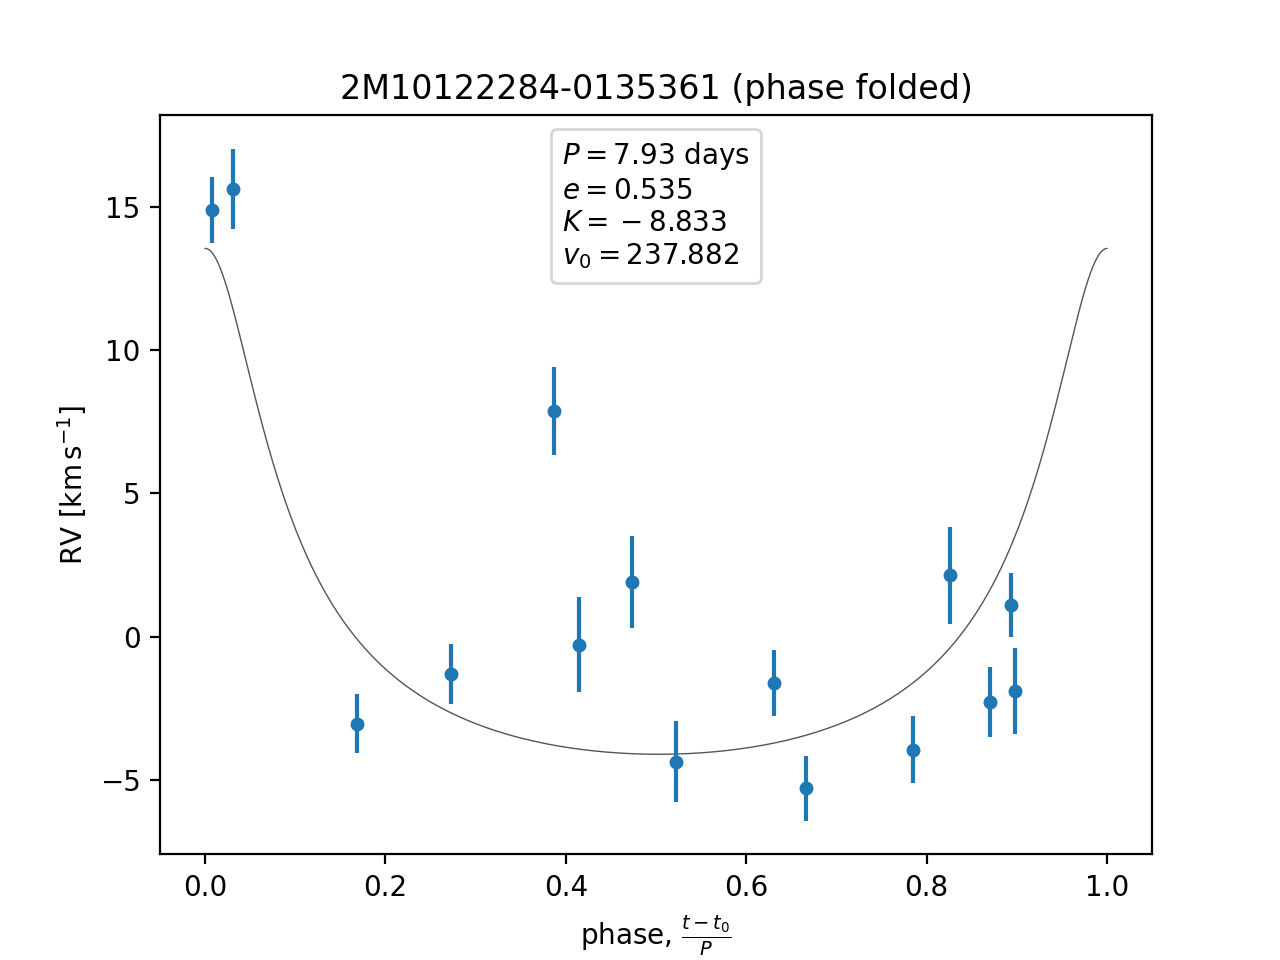 2M10122284-0135361 (phase folded)
P = 7.93 days
e = 0.535
K = −8.833
v₀ = 237.882
15
10
5
0
−5
RV [km s⁻¹]
0.0 0.2 0.4 0.6 0.8 1.0
phase, (t − t₀)/P